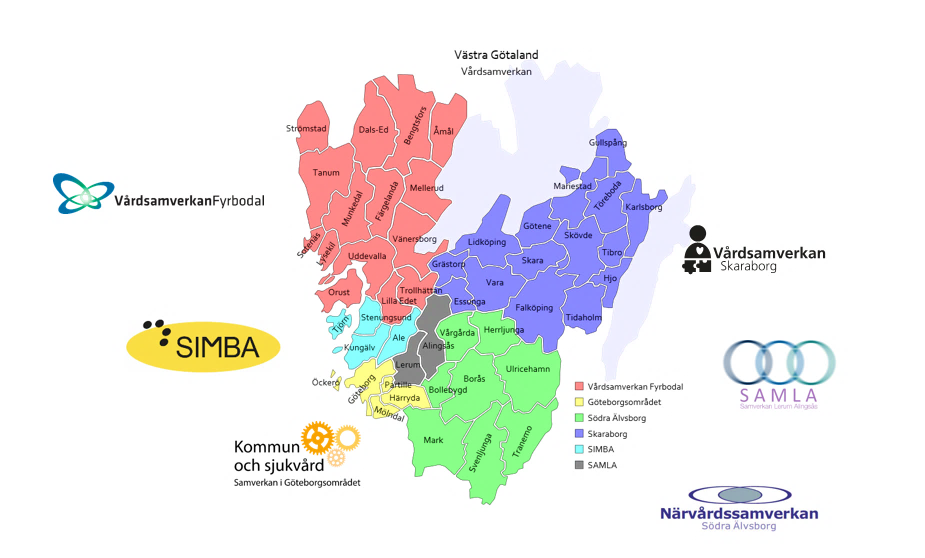 Västra Götaland
Vårdsamverkan
Strömstad
Dals-Ed
Bengtsfors
Åmål
Tanum
Munkedal
Färgelanda
Mellerud
Sotenäs
Lysekil
Uddevalla
Vänersborg
Orust
Lilla Edet
Trollhättan
Gullspång
Mariestad
Töreboda
Karlsborg
Götene
Lidköping
Skövde
Tibro
Skara
Grästorp
Vara
Hjo
Essunga
Falköping
Tidaholm
Tjörn
Stenungsund
Kungälv
Ale
Alingsås
Lerum
Vårgårda
Herrljunga
Ulricehamn
Borås
Bollebygd
Öckerö
Göteborg
Partille
Härryda
Mölndal
Mark
Svenljunga
Tranemo
VårdsamverkanFyrbodal
SIMBA
Kommun
och sjukvård
Samverkan i Göteborgsområdet
Vårdsamverkan
Skaraborg
SAMLA
Samverkan Lerum Alingsås
Vårdsamverkan Fyrbodal
Göteborgsområdet
Södra Älvsborg
Skaraborg
SIMBA
SAMLA
Närvårdssamverkan
Södra Älvsborg